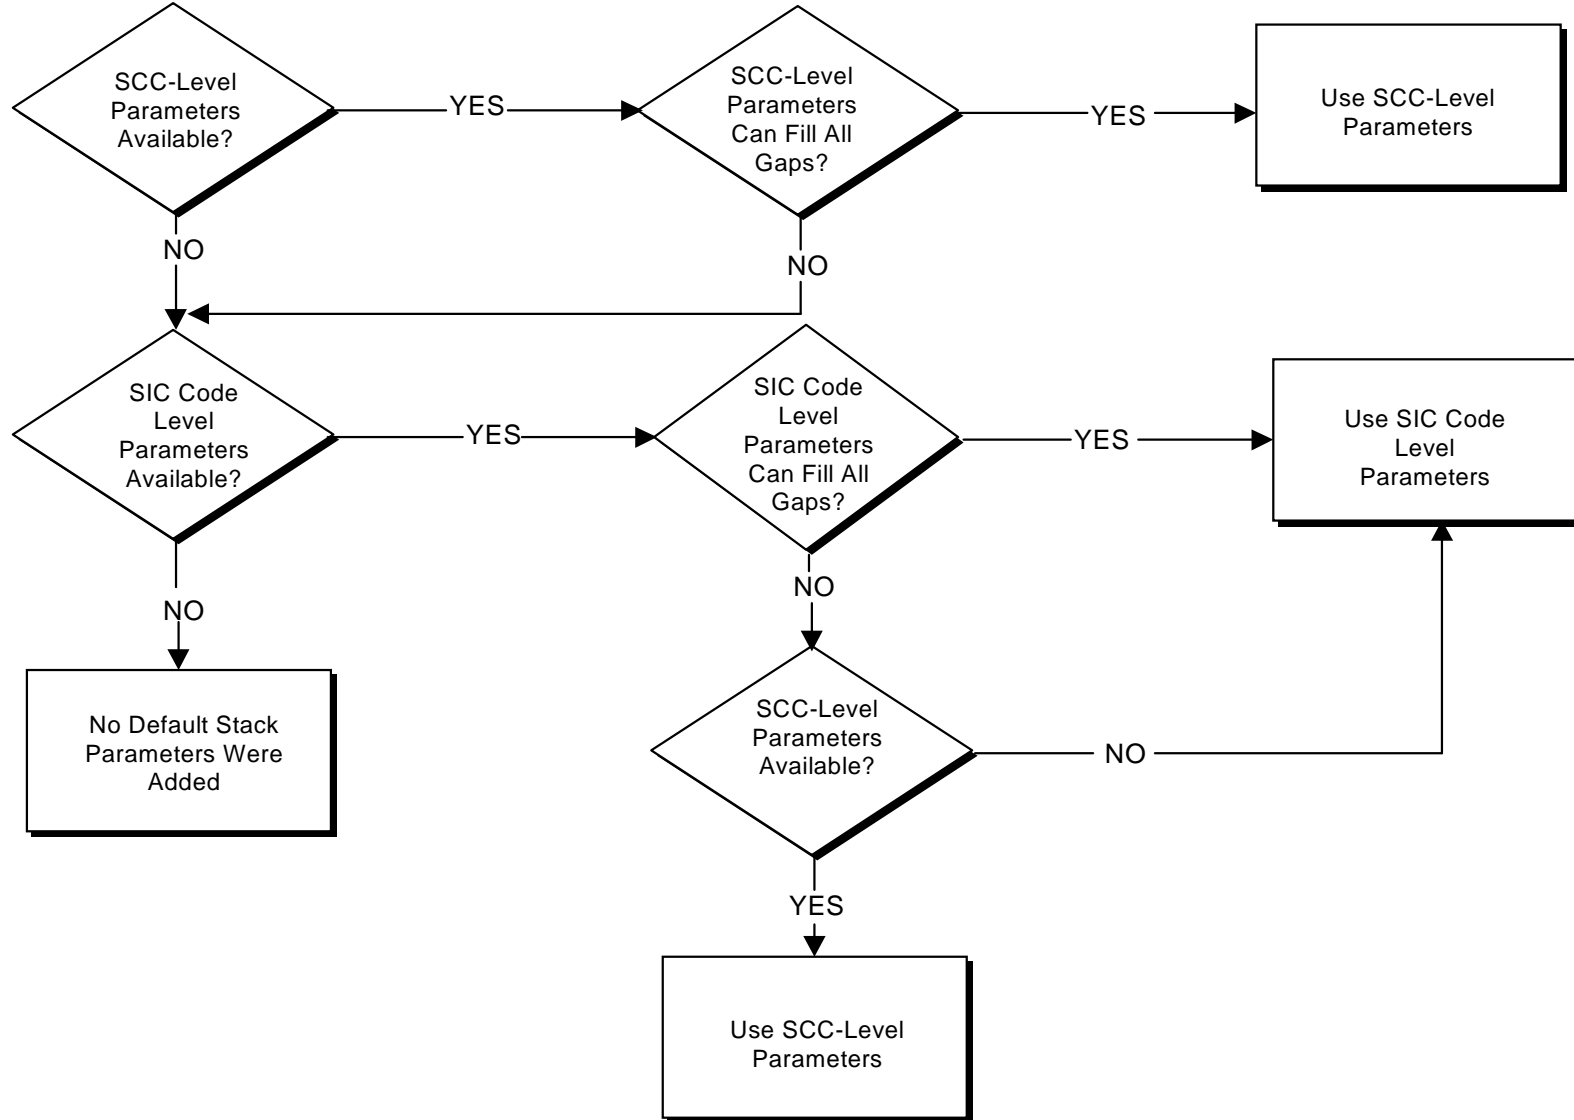 SCC-Level
Parameters
Available?
YES
SCC-Level
Parameters
Can Fill All
Gaps?
YES
Use SCC-Level
Parameters
NO
NO
SIC Code
Level
Parameters
Available?
YES
SIC Code
Level
Parameters
Can Fill All
Gaps?
YES
Use SIC Code
Level
Parameters
NO
NO
No Default Stack
Parameters Were
Added
SCC-Level
Parameters
Available?
NO
YES
Use SCC-Level
Parameters